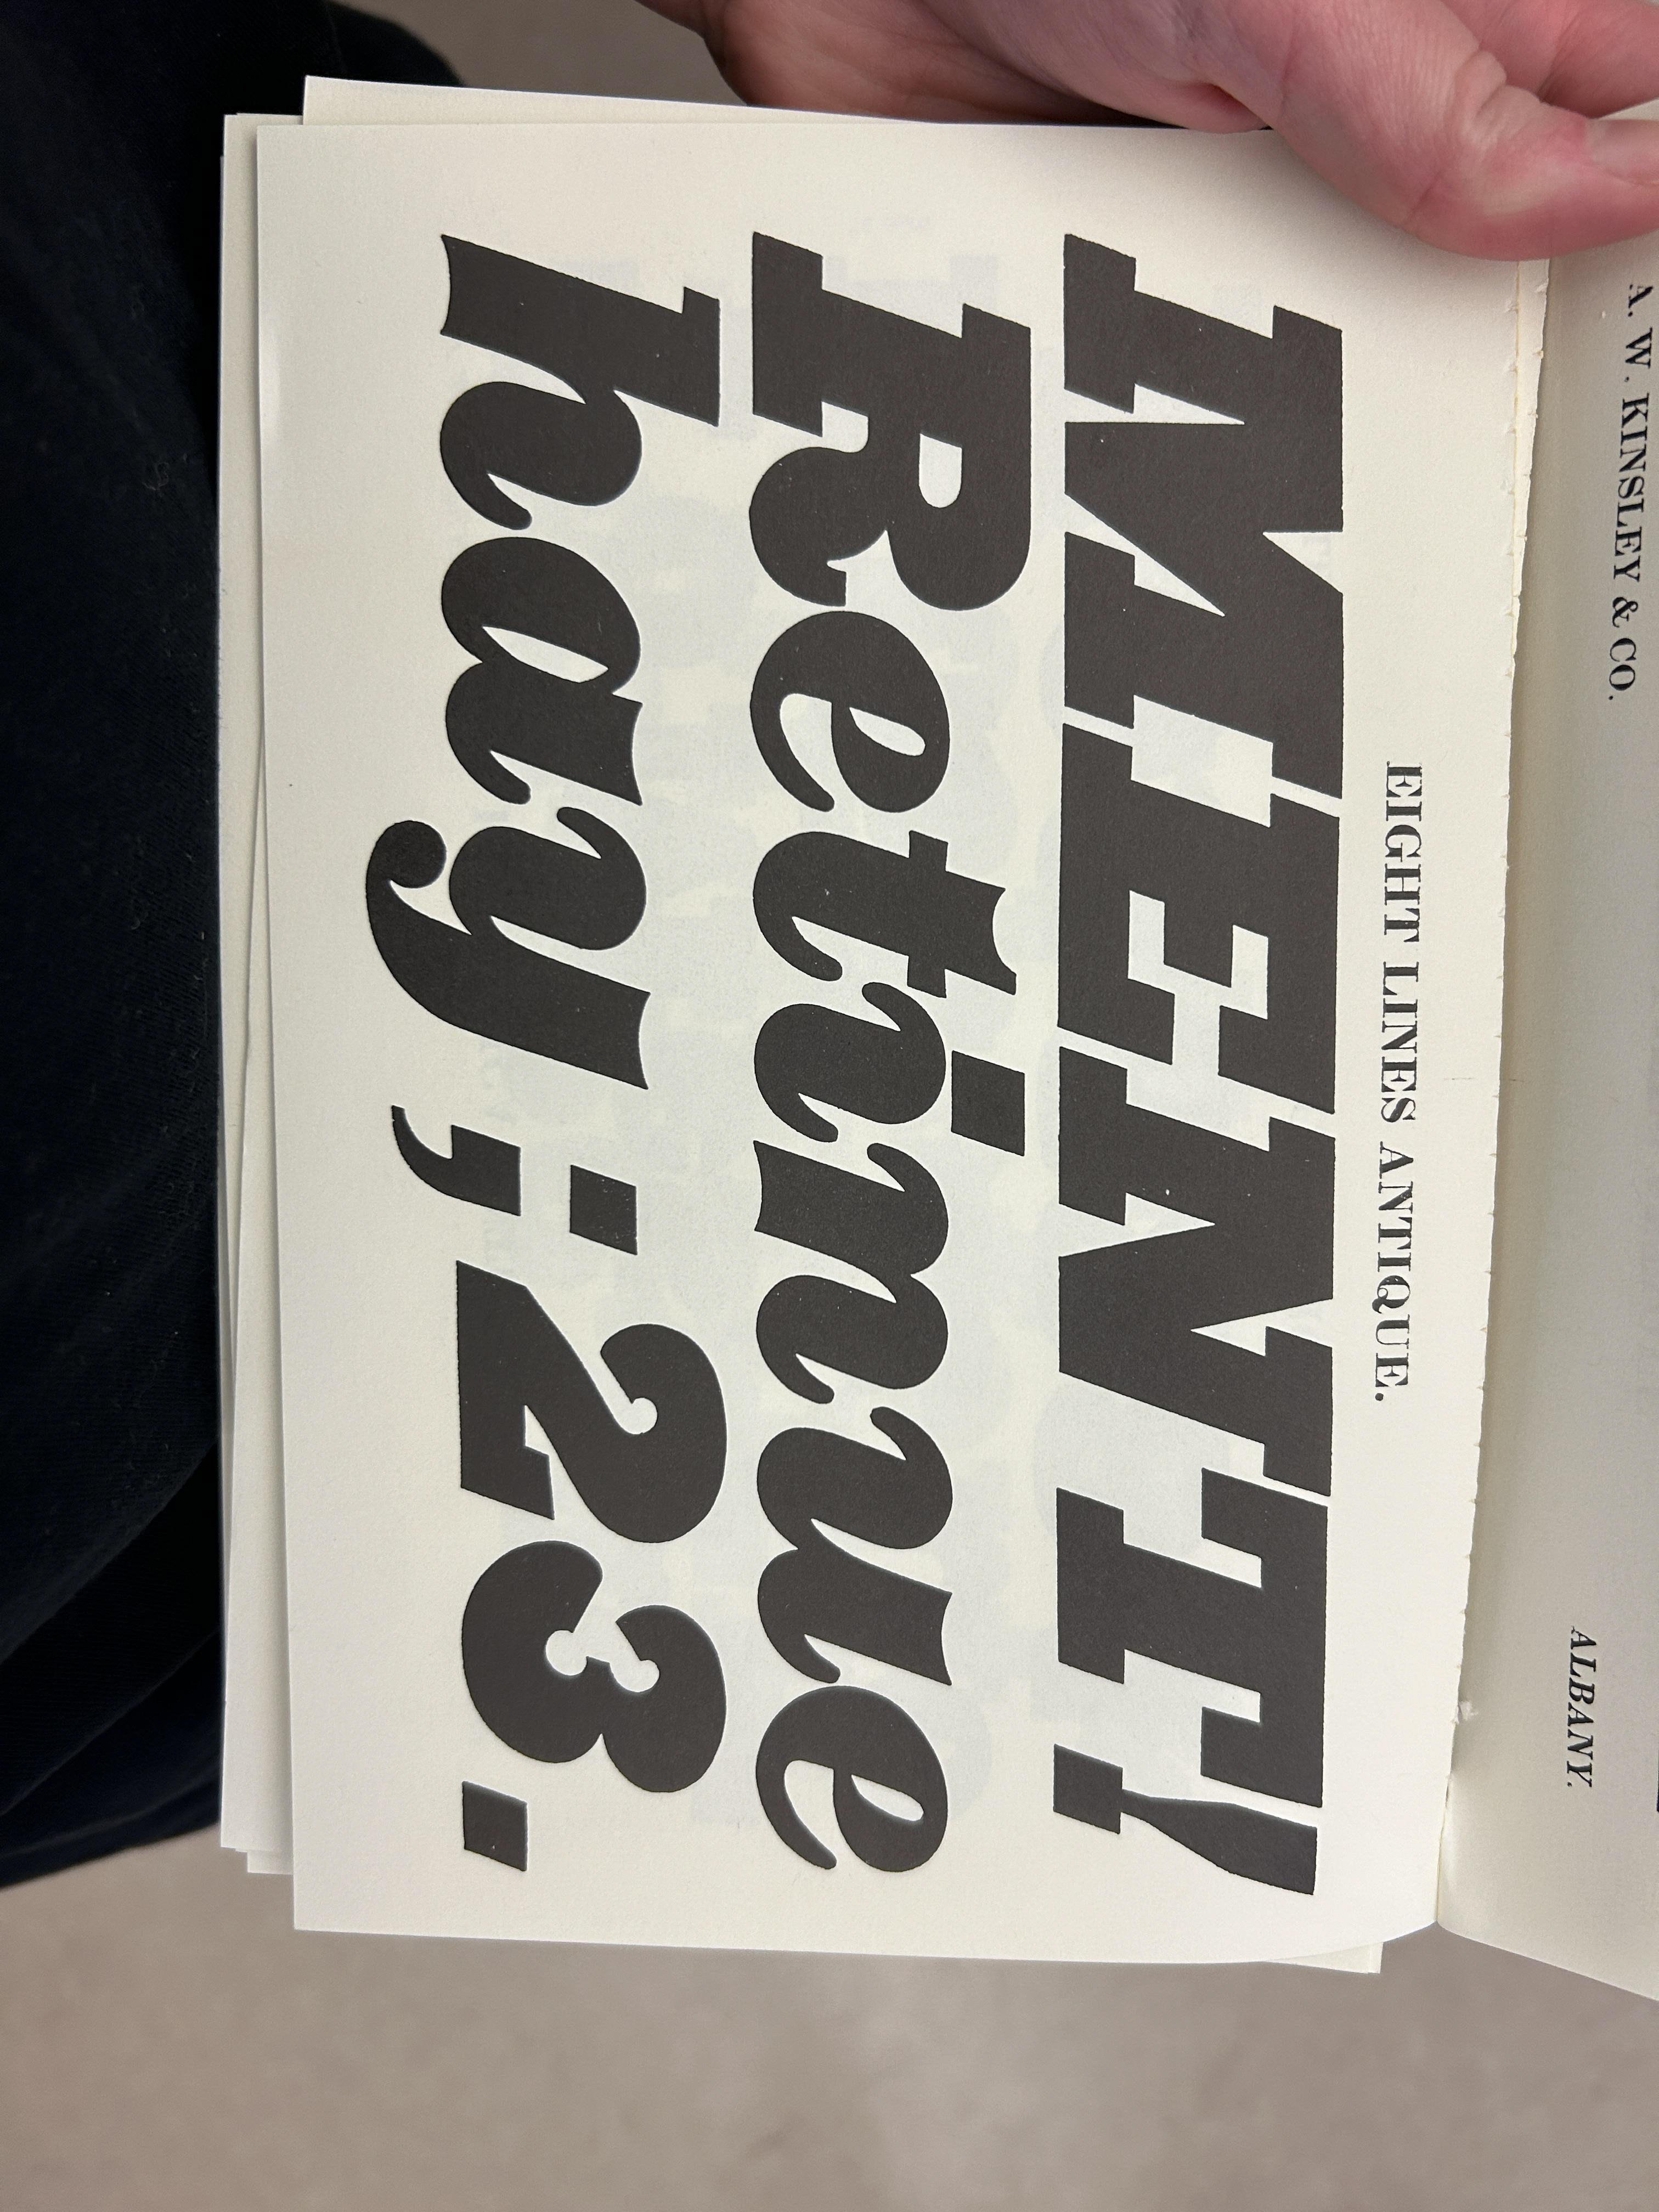 A. W. KINSLEY & CO. ALBANY.
EIGHT LINES ANTIQUE.
MENT!
Retinue
hay ; 23.